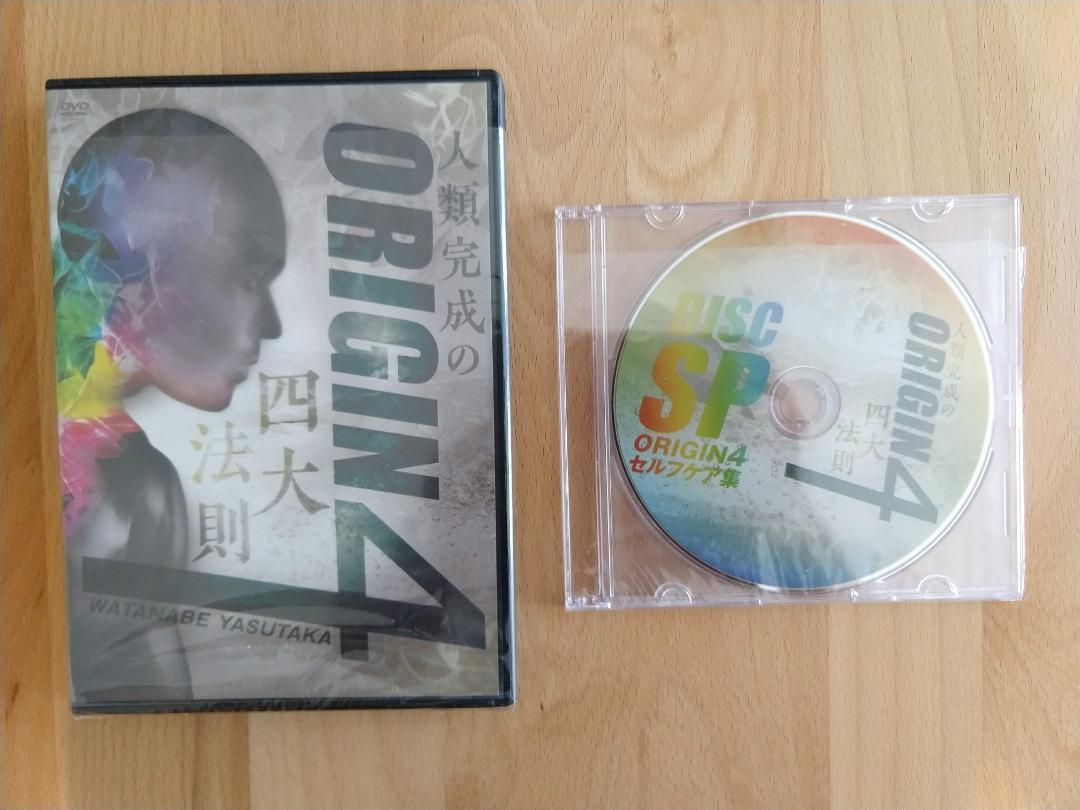 DVD
人類完成の
ORIGIN4
四大
法則
WATANABE YASUTAKA
DISC
SP
ORIGIN4
セルフケア集
人類完成の
ORIGIN4
四大
法則